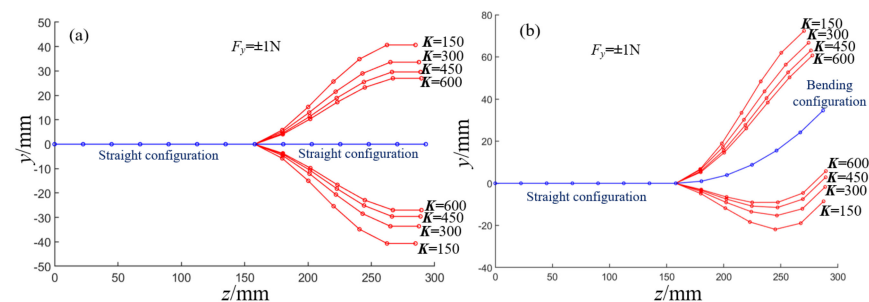 (a)
F_y=±1N
K=150
K=300
K=450
K=600
Straight configuration
Straight configuration
K=600
K=450
K=300
K=150
y/mm
50
40
30
20
10
0
-10
-20
-30
-40
-50
0
50
100
150
200
250
300
z/mm
(b)
F_y=±1N
K=150
K=300
K=450
K=600
Bending
configuration
Straight configuration
K=600
K=450
K=300
K=150
y/mm
80
60
40
20
0
-20
-40
0
50
100
150
200
250
300
z/mm